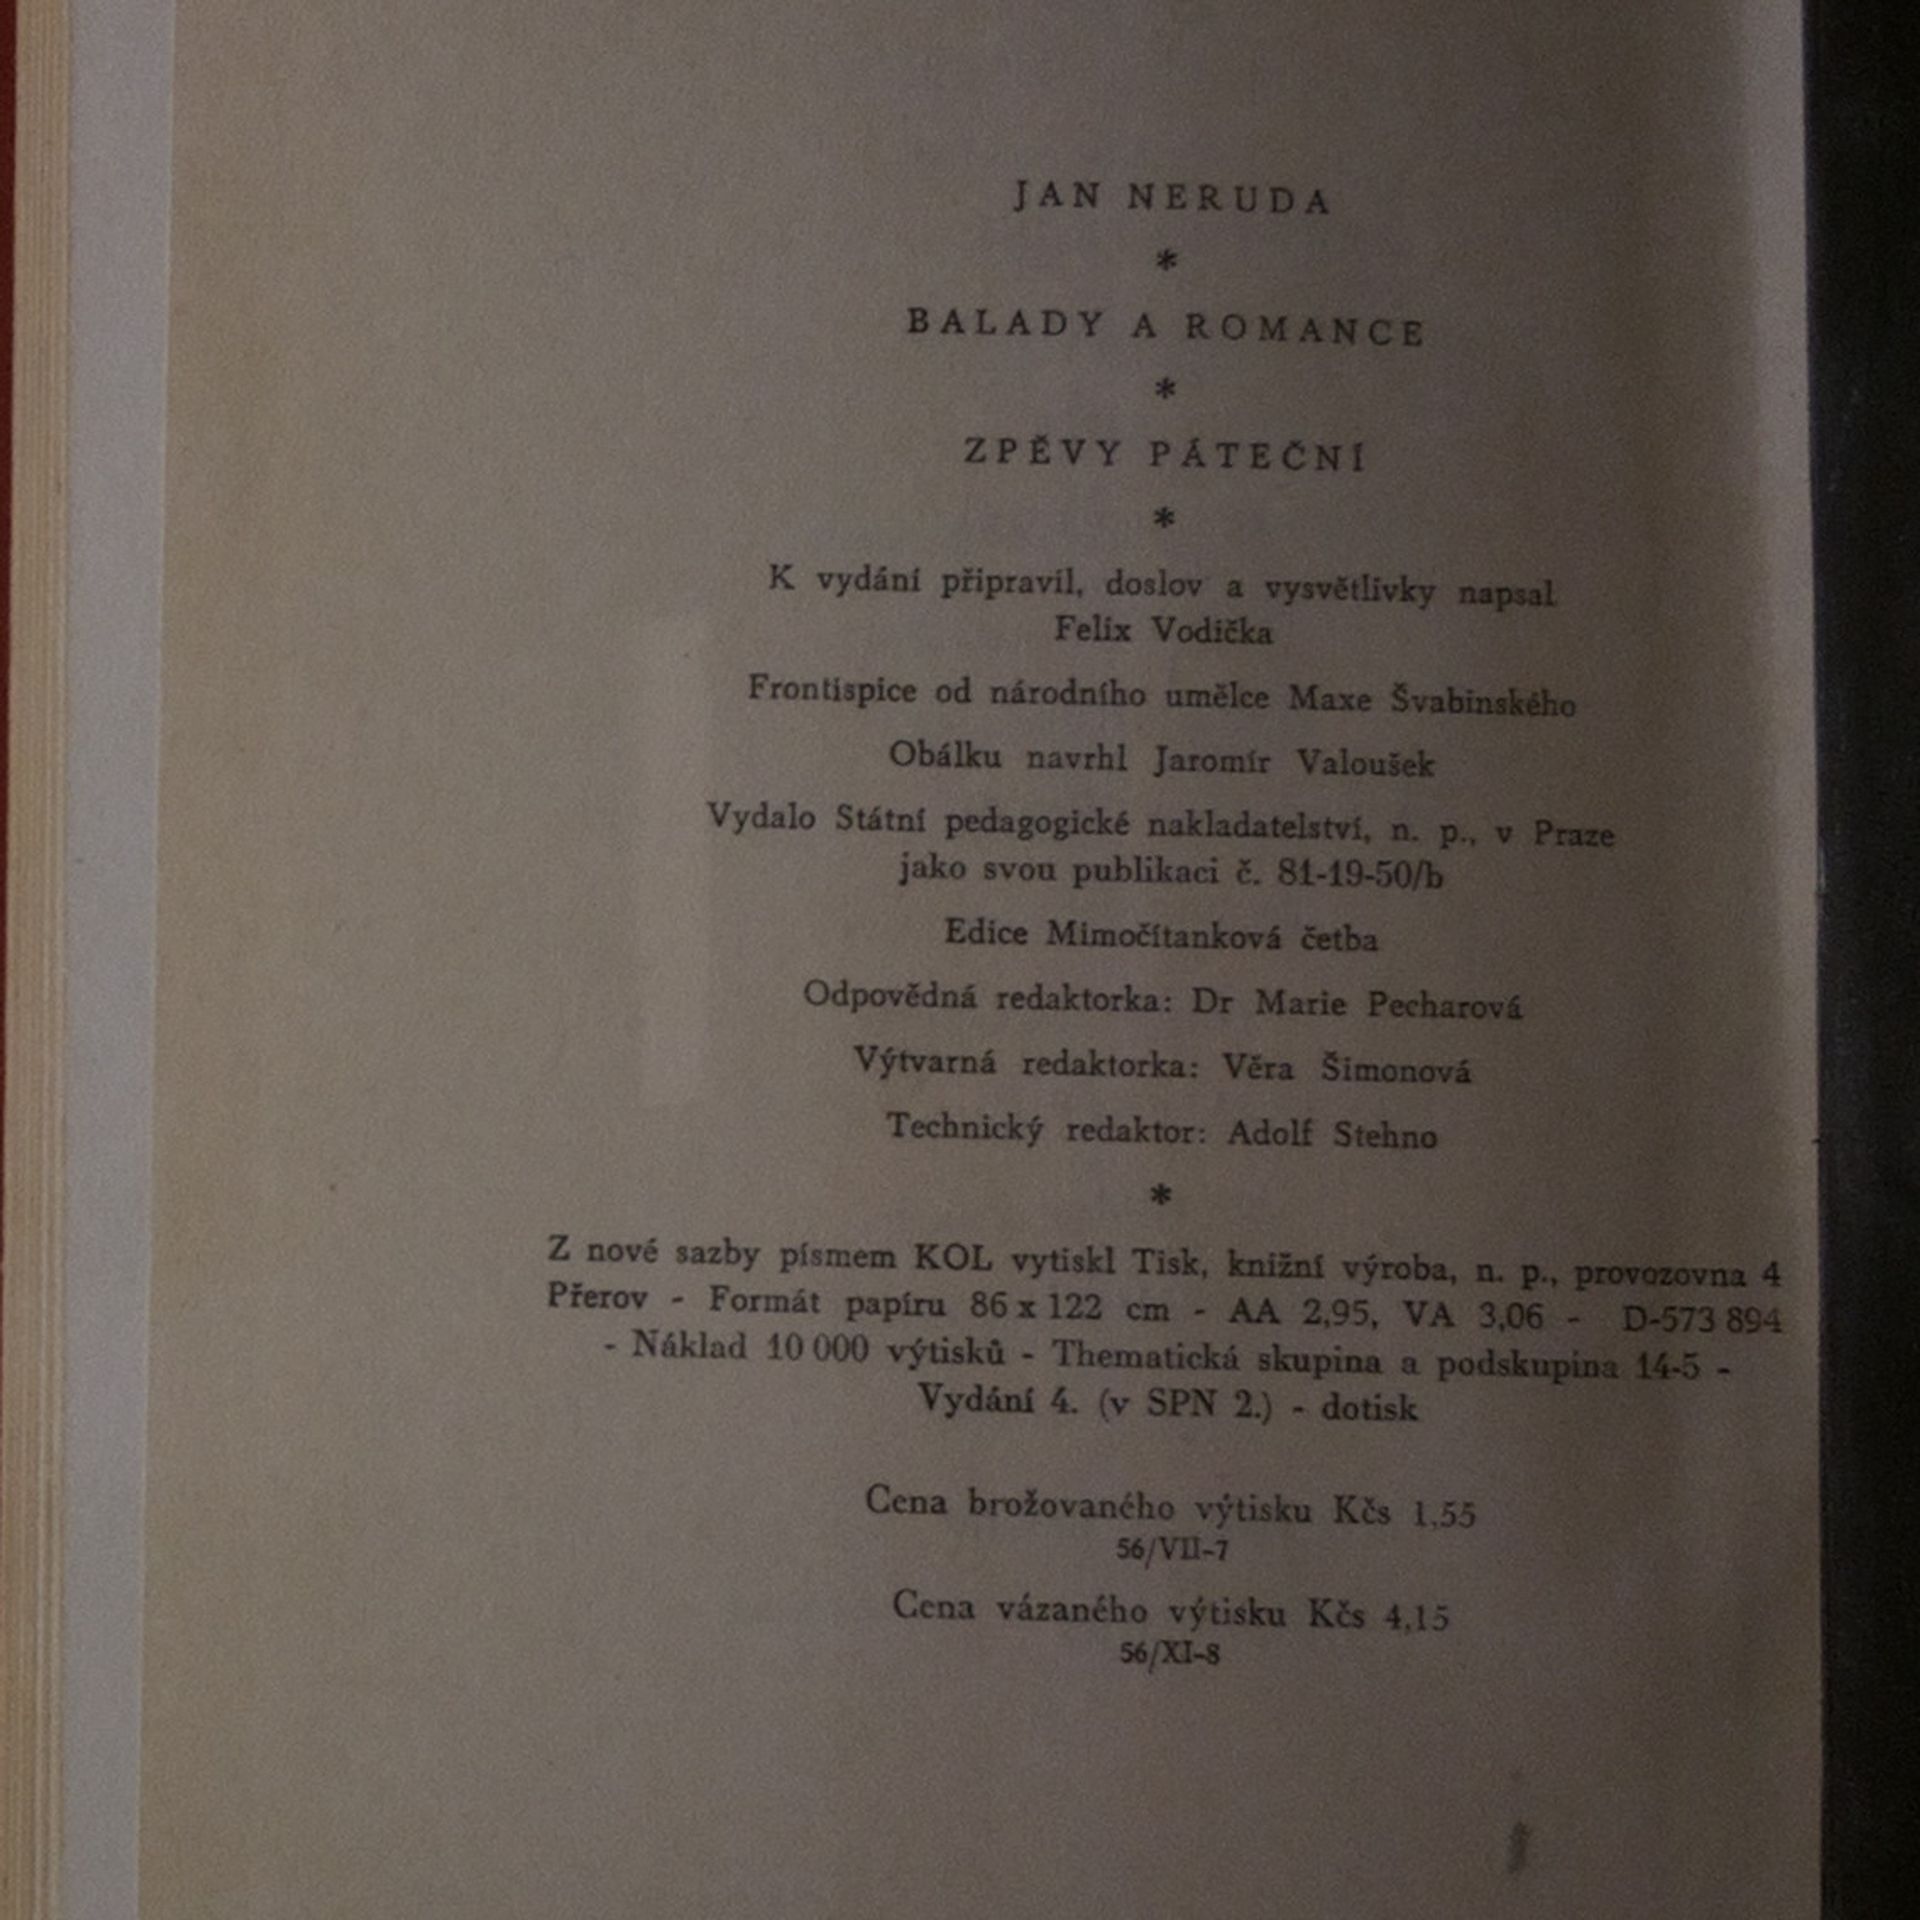 JAN NERUDA
*
BALADY A ROMANCE
*
ZPĚVY PÁTEČNÍ
*
K vydání připravil, doslov a vysvětlivky napsal
Felix Vodička
Frontispice od národního umělce Maxe Švabinského
Obálku navrhl Jaromír Valoušek
Vydalo Státní pedagogické nakladatelství, n. p., v Praze
jako svou publikaci č. 81-19-50/b
Edice Mimočítanková četba
Odpovědná redaktorka: Dr Marie Pecharová
Výtvarná redaktorka: Věra Šimonová
Technický redaktor: Adolf Stehno
*
Z nové sazby písmem KOL vytiskl Tisk, knižní výroba, n. p., provozovna 4
Přerov - Formát papíru 86 x 122 cm - AA 2,95, VA 3,06 - D-573 894
- Náklad 10 000 výtisků - Thematická skupina a podskupina 14-5 -
Vydání 4. (v SPN 2.) - dotisk
Cena brožovaného výtisku Kčs 1,55
56/VII-7
Cena vázaného výtisku Kčs 4,15
56/XI-8